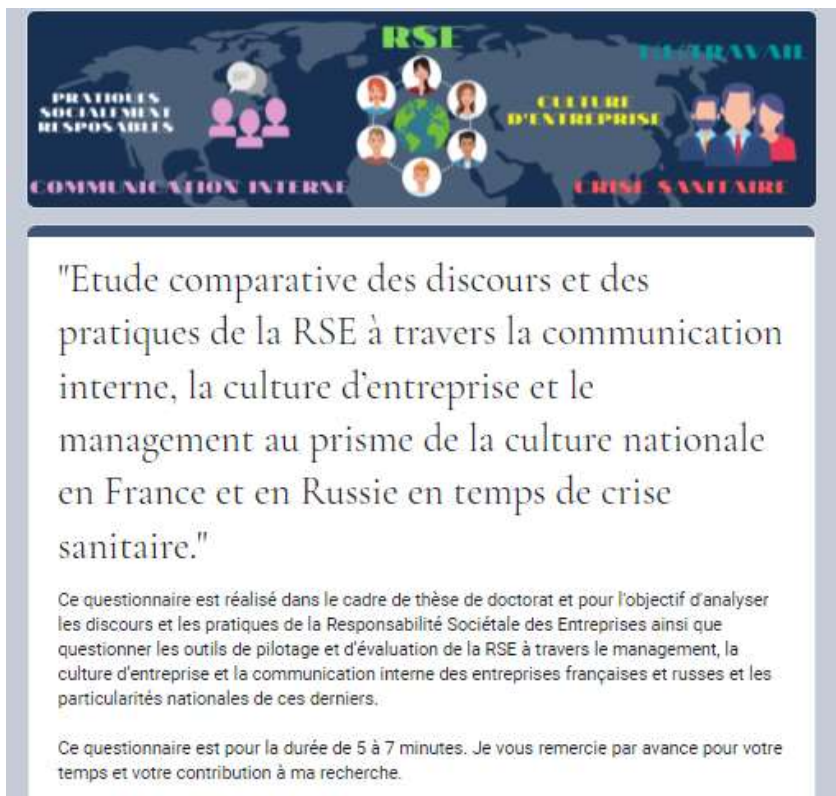 RSE
TÉLÉTRAVAIL
PRATIQUES
SOCIALEMENT
RESPOSABLES
CULTURE
D'ENTREPRISE
COMMUNICATION INTERNE
CRISE SANITAIRE
"Etude comparative des discours et des
pratiques de la RSE à travers la communication
interne, la culture d'entreprise et le
management au prisme de la culture nationale
en France et en Russie en temps de crise
sanitaire."
Ce questionnaire est réalisé dans le cadre de thèse de doctorat et pour l'objectif d'analyser
les discours et les pratiques de la Responsabilité Sociétale des Entreprises ainsi que
questionner les outils de pilotage et d'évaluation de la RSE à travers le management, la
culture d'entreprise et la communication interne des entreprises françaises et russes et les
particularités nationales de ces derniers.
Ce questionnaire est pour la durée de 5 à 7 minutes. Je vous remercie par avance pour votre
temps et votre contribution à ma recherche.